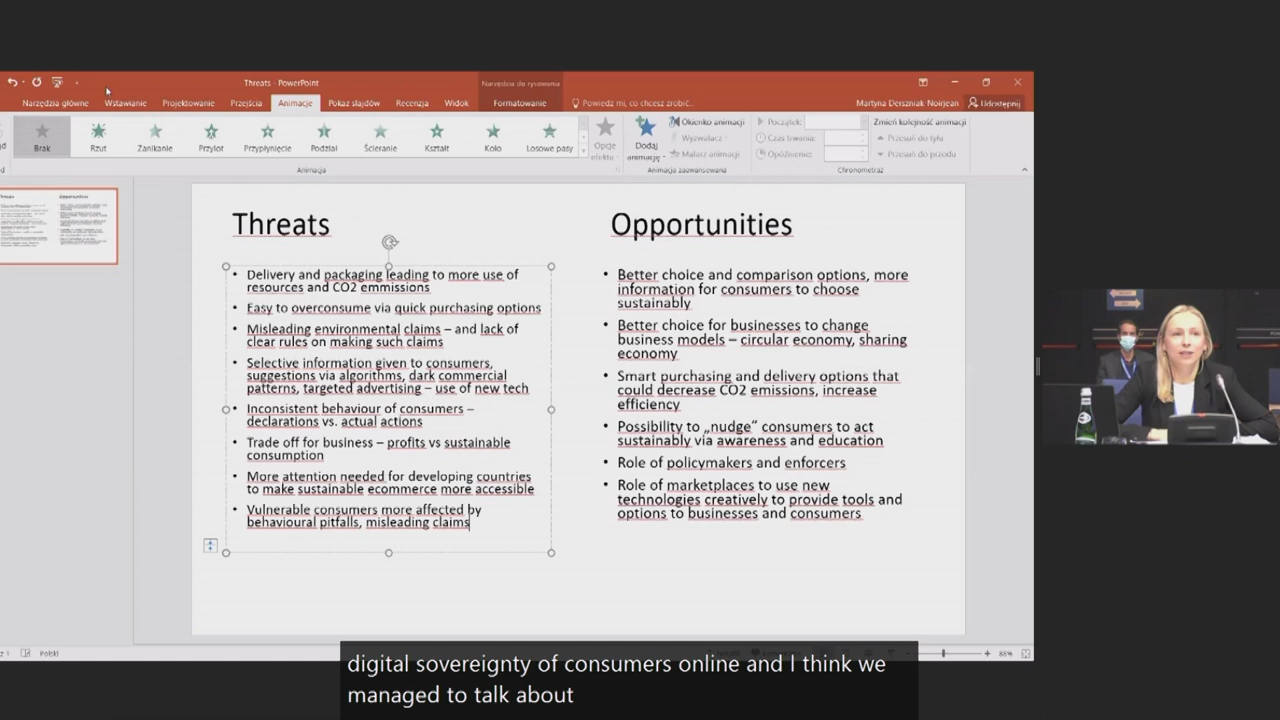 Threats - PowerPoint
Narzędzia do rysowania
Narzędzia główne
Wstawianie
Projektowanie
Przejścia
Animacje
Pokaz slajdów
Recenzja
Widok
Formatowanie
Powiedz mi, co chcesz zrobić...
Martyna Derszniak-Noirjean
Udostępnij
Brak
Rzut
Zanikanie
Przylot
Przypłynięcie
Podział
Ścieranie
Kształt
Koło
Losowe pasy
Opcje
efektu
Dodaj
animację
Okienko animacji
Wyzwalacz
Malarz animacji
Początek:
Czas trwania:
Opóźnienie:
Zmień kolejność animacji
Przesuń do tyłu
Przesuń do przodu
Animacja
Animacja zaawansowana
Chronometraż
Threats
• Delivery and packaging leading to more use of
resources and CO2 emmissions
• Easy to overconsume via quick purchasing options
• Misleading environmental claims – and lack of
clear rules on making such claims
• Selective information given to consumers,
suggestions via algorithms, dark commercial
patterns, targeted advertising – use of new tech
• Inconsistent behaviour of consumers –
declarations vs. actual actions
• Trade off for business – profits vs sustainable
consumption
• More attention needed for developing countries
to make sustainable ecommerce more accessible
• Vulnerable consumers more affected by
behavioural pitfalls, misleading claims
Opportunities
• Better choice and comparison options, more
information for consumers to choose
sustainably
• Better choice for businesses to change
business models – circular economy, sharing
economy
• Smart purchasing and delivery options that
could decrease CO2 emissions, increase
efficiency
• Possibility to „nudge” consumers to act
sustainably via awareness and education
• Role of policymakers and enforcers
• Role of marketplaces to use new
technologies creatively to provide tools and
options to businesses and consumers
Polski
88%
digital sovereignty of consumers online and I think we
managed to talk about